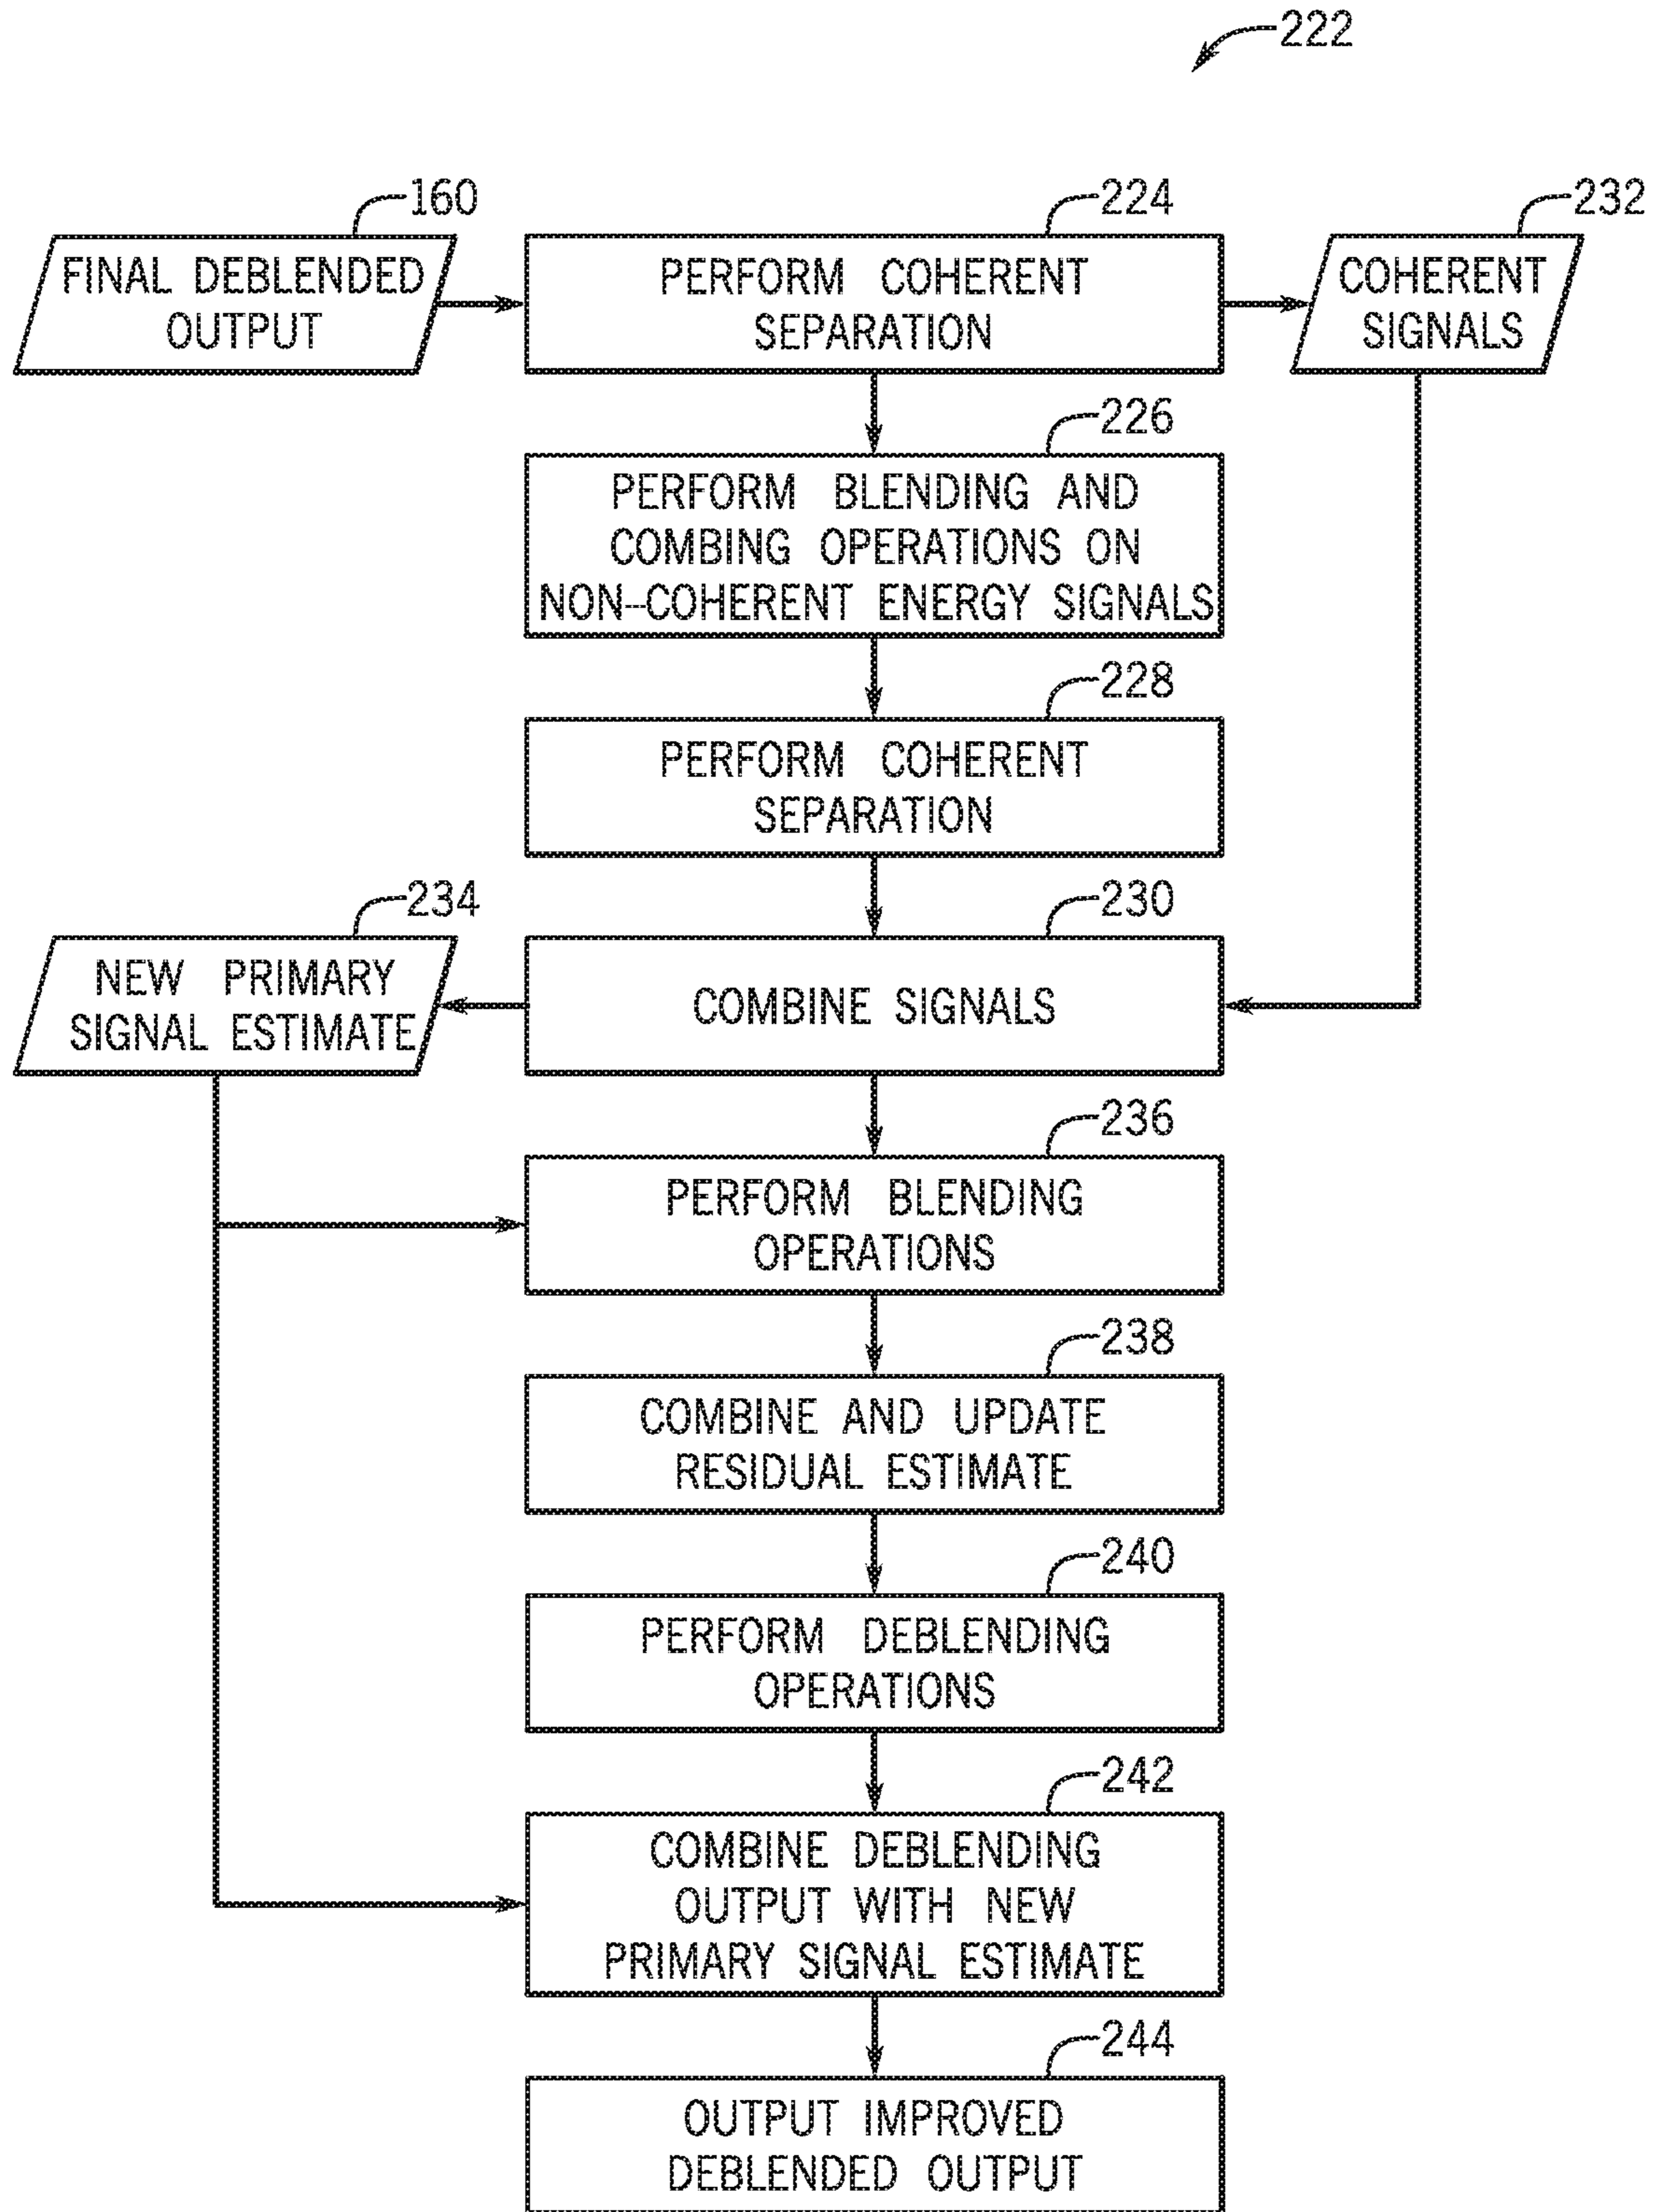 222
160
FINAL DEBLENDED
OUTPUT
224
PERFORM COHERENT
SEPARATION
232
COHERENT
SIGNALS
226
PERFORM BLENDING AND
COMBING OPERATIONS ON
NON--COHERENT ENERGY SIGNALS
228
PERFORM COHERENT
SEPARATION
234
NEW PRIMARY
SIGNAL ESTIMATE
230
COMBINE SIGNALS
236
PERFORM BLENDING
OPERATIONS
238
COMBINE AND UPDATE
RESIDUAL ESTIMATE
240
PERFORM DEBLENDING
OPERATIONS
242
COMBINE DEBLENDING
OUTPUT WITH NEW
PRIMARY SIGNAL ESTIMATE
244
OUTPUT IMPROVED
DEBLENDED OUTPUT